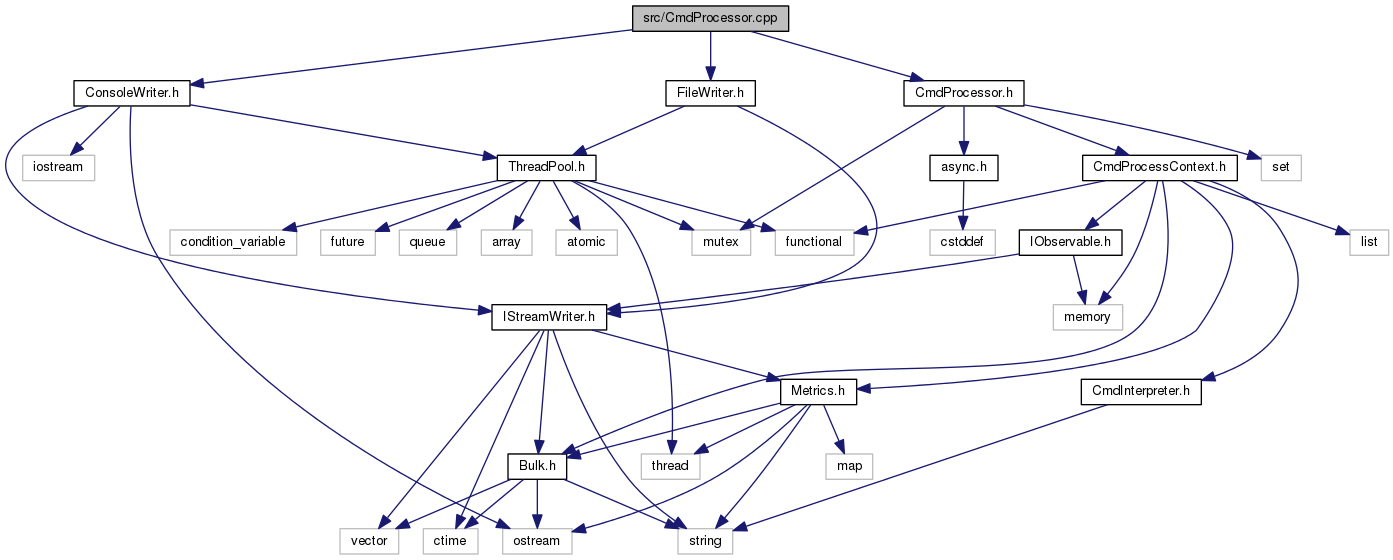 src/CmdProcessor.cpp
ConsoleWriter.h
FileWriter.h
CmdProcessor.h
iostream
ThreadPool.h
async.h
CmdProcessContext.h
set
condition_variable
future
queue
array
atomic
mutex
functional
cstddef
IObservable.h
list
IStreamWriter.h
memory
Metrics.h
CmdInterpreter.h
Bulk.h
thread
map
vector
ctime
ostream
string